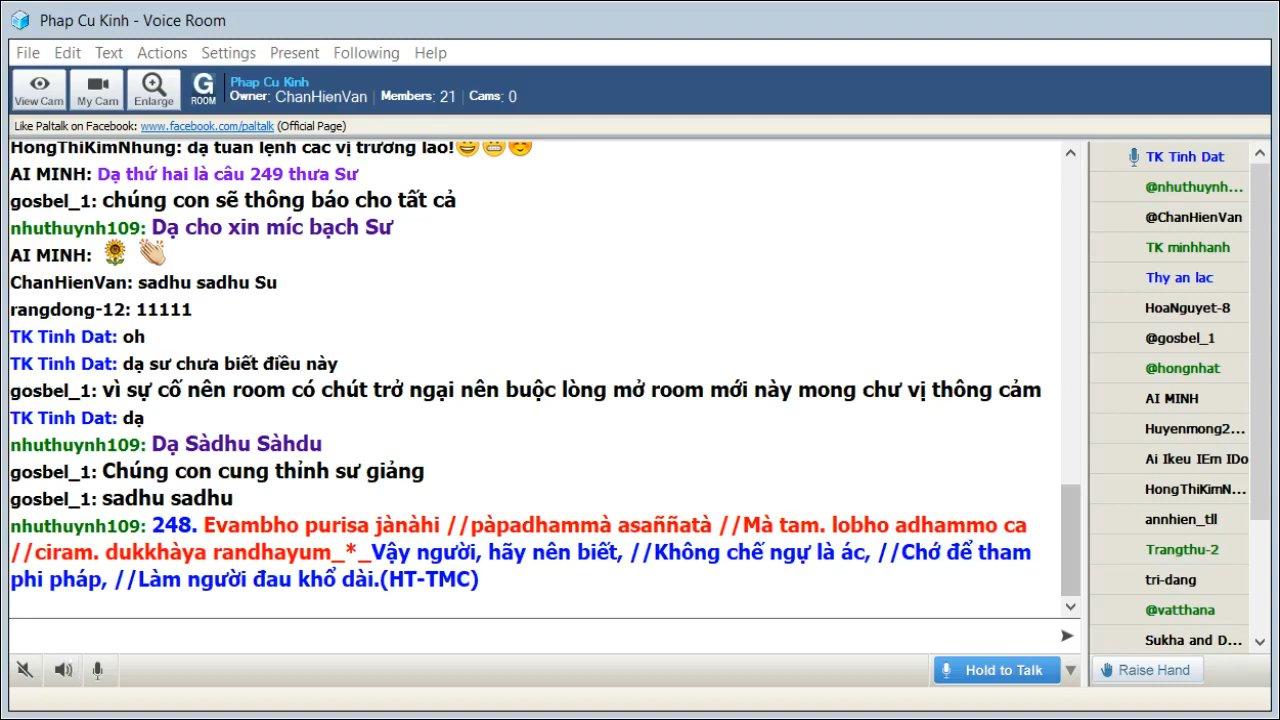 Phap Cu Kinh - Voice Room
File Edit Text Actions Settings Present Following Help
View Cam My Cam Enlarge G ROOM
Phap Cu Kinh
Owner: ChanHienVan | Members: 21 | Cams: 0
Like Paltalk on Facebook: www.facebook.com/paltalk (Official Page)
HongThiKimNhung: dạ tuân lệnh các vị trưởng lão!
AI MINH: Dạ thứ hai là câu 249 thưa Sư
gosbel_1: chúng con sẽ thông báo cho tất cả
nhuthuynh109: Dạ cho xin míc bạch Sư
AI MINH:
ChanHienVan: sadhu sadhu Su
rangdong-12: 11111
TK Tinh Dat: oh
TK Tinh Dat: dạ sư chưa biết điều này
gosbel_1: vì sự cố nên room có chút trở ngại nên buộc lòng mở room mới này mong chư vị thông cảm
TK Tinh Dat: dạ
nhuthuynh109: Dạ Sàdhu Sàhdu
gosbel_1: Chúng con cung thỉnh sư giảng
gosbel_1: sadhu sadhu
nhuthuynh109: 248. Evambho purisa jànàhi //pàpadhammà asaññatà //Mà tam. lobho adhammo ca
//ciram. dukkhàya randhayum_*_Vậy người, hãy nên biết, //Không chế ngự là ác, //Chớ để tham
phi pháp, //Làm người đau khổ dài.(HT-TMC)
Hold to Talk
TK Tinh Dat
@nhuthuynh...
@ChanHienVan
TK minhhanh
Thy an lac
HoaNguyet-8
@gosbel_1
@hongnhat
AI MINH
Huyenmong2...
Ai Ikeu IEm IDo
HongThiKimN...
annhien_tll
Trangthu-2
tri-dang
@vatthana
Sukha and D...
Raise Hand